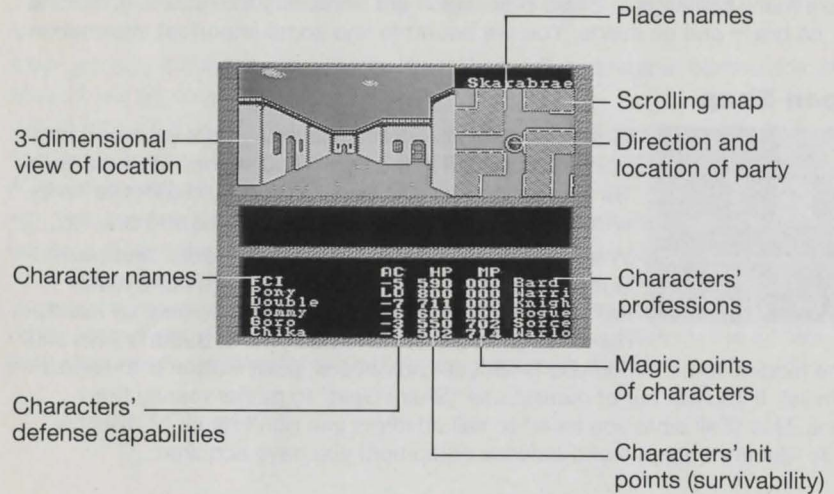 Place names
Skarabrae
Scrolling map
3-dimensional
view of location
Direction and
location of party
Character names
AC HP MP
FCI -5 590 000 Bard
Pony L0 800 000 Warri
Double -7 711 000 Knigh
Tommy -6 600 000 Rogue
Goro -3 550 702 Sorce
Chika -3 502 714 Magic
Characters'
professions
Magic points
of characters
Characters'
defense capabilities
Characters' hit
points (survivability)